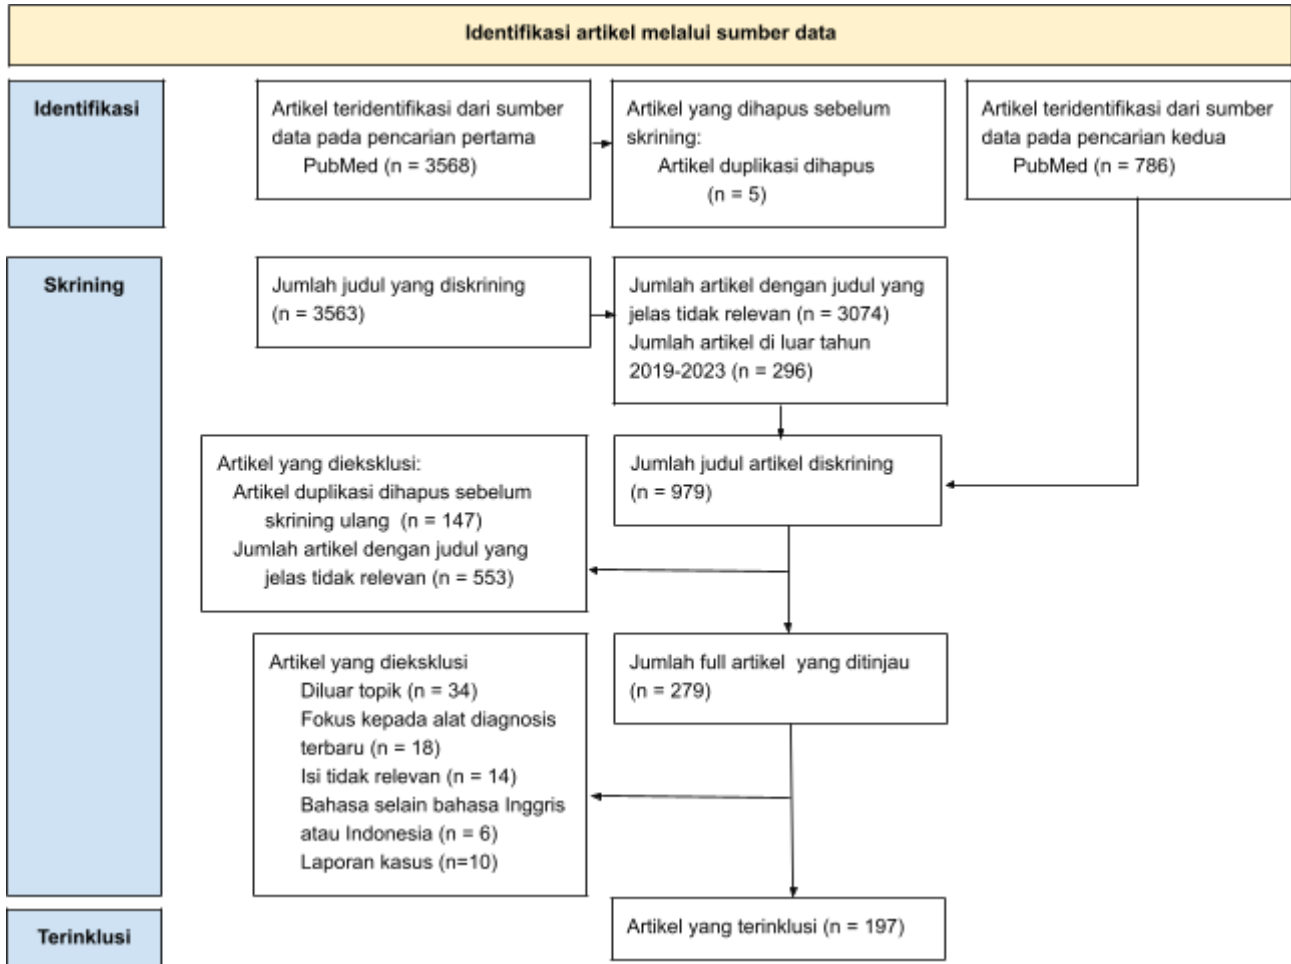 Identifikasi artikel melalui sumber data
Identifikasi
Artikel teridentifikasi dari sumber
data pada pencarian pertama
PubMed (n = 3568)
Artikel yang dihapus sebelum
skrining:
Artikel duplikasi dihapus
(n = 5)
Artikel teridentifikasi dari sumber
data pada pencarian kedua
PubMed (n = 786)
Skrining
Jumlah judul yang diskrining
(n = 3563)
Jumlah artikel dengan judul yang
jelas tidak relevan (n = 3074)
Jumlah artikel di luar tahun
2019-2023 (n = 296)
Artikel yang dieksklusi:
Artikel duplikasi dihapus sebelum
skrining ulang (n = 147)
Jumlah artikel dengan judul yang
jelas tidak relevan (n = 553)
Jumlah judul artikel diskrining
(n = 979)
Artikel yang dieksklusi
Diluar topik (n = 34)
Fokus kepada alat diagnosis
terbaru (n = 18)
Isi tidak relevan (n = 14)
Bahasa selain bahasa Inggris
atau Indonesia (n = 6)
Laporan kasus (n=10)
Jumlah full artikel yang ditinjau
(n = 279)
Terinklusi
Artikel yang terinklusi (n = 197)